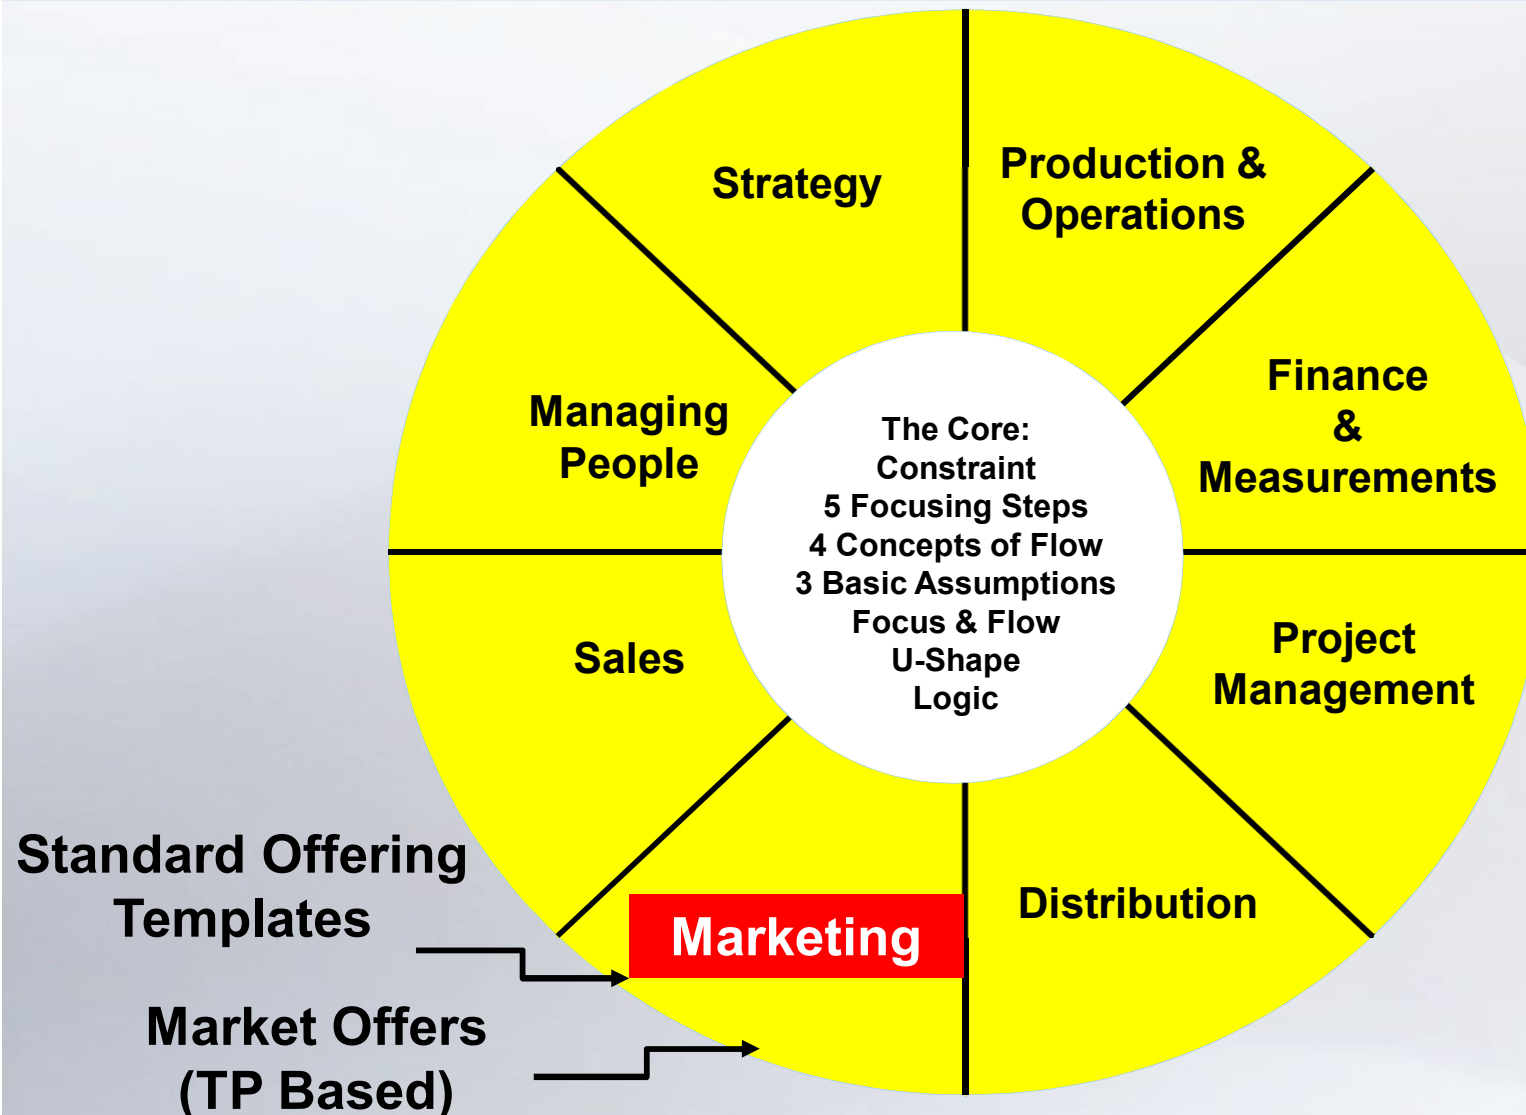 Strategy
Production &
Operations
Managing
People
Finance
&
Measurements
The Core:
Constraint
5 Focusing Steps
4 Concepts of Flow
3 Basic Assumptions
Focus & Flow
U-Shape
Logic
Sales
Project
Management
Standard Offering
Templates
Marketing
Distribution
Market Offers
(TP Based)